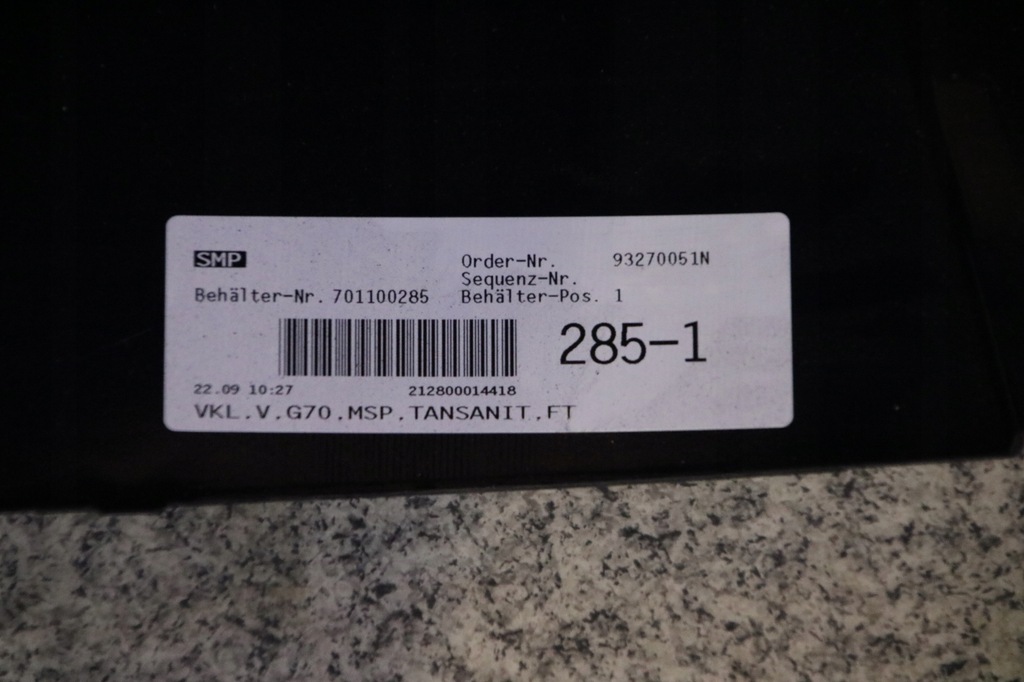 SMP
Order-Nr. 93270051N
Sequenz-Nr.
Behälter-Nr. 701100285 Behälter-Pos. 1
285-1
22.09 10:27 212800014418
VKL.V.G70.MSP.TANSANIT.FT